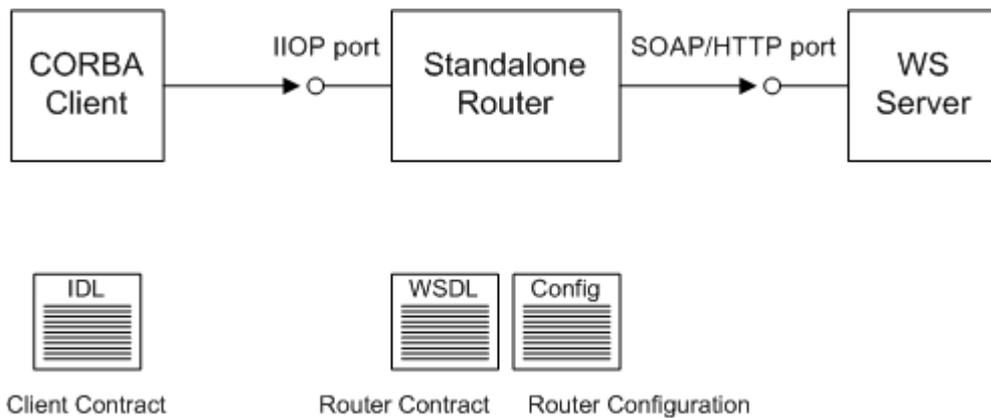 CORBA
Client
IIOP port
Standalone
Router
SOAP/HTTP port
WS
Server
IDL
WSDL
Config
Client Contract
Router Contract
Router Configuration